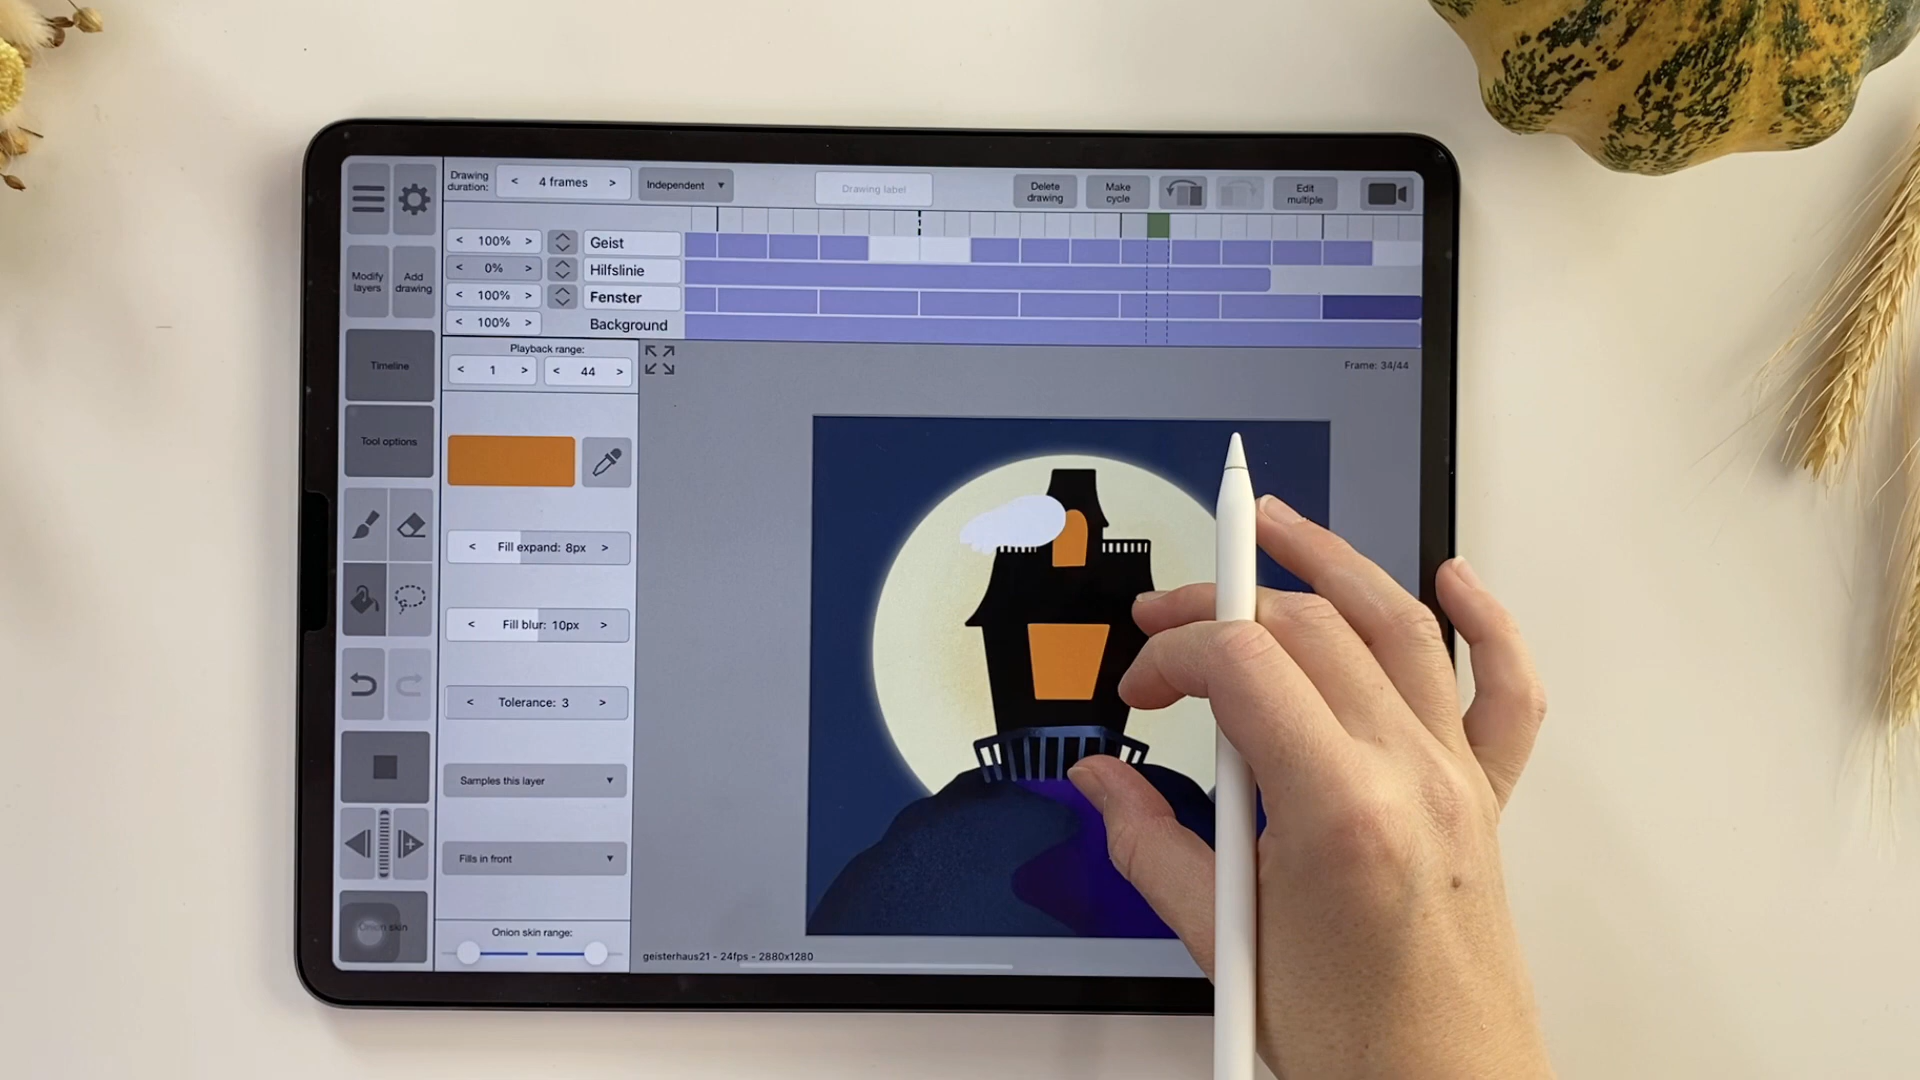 Drawing
duration:
< 4 frames >
Independent ▼
Drawing label
Delete
drawing
Make
cycle
Edit
multiple
< 100% >
Geist
< 0% >
Hilfslinie
< 100% >
Fenster
< 100% >
Background
Modify
layers
Add
drawing
Timeline
Tool options
Playback range:
< 1 >
< 44 >
Frame: 34/44
< Fill expand: 8px >
< Fill blur: 10px >
< Tolerance: 3 >
Samples this layer ▼
Fills in front ▼
Onion skin
Onion skin range:
geisterhaus21 - 24fps - 2880x1280